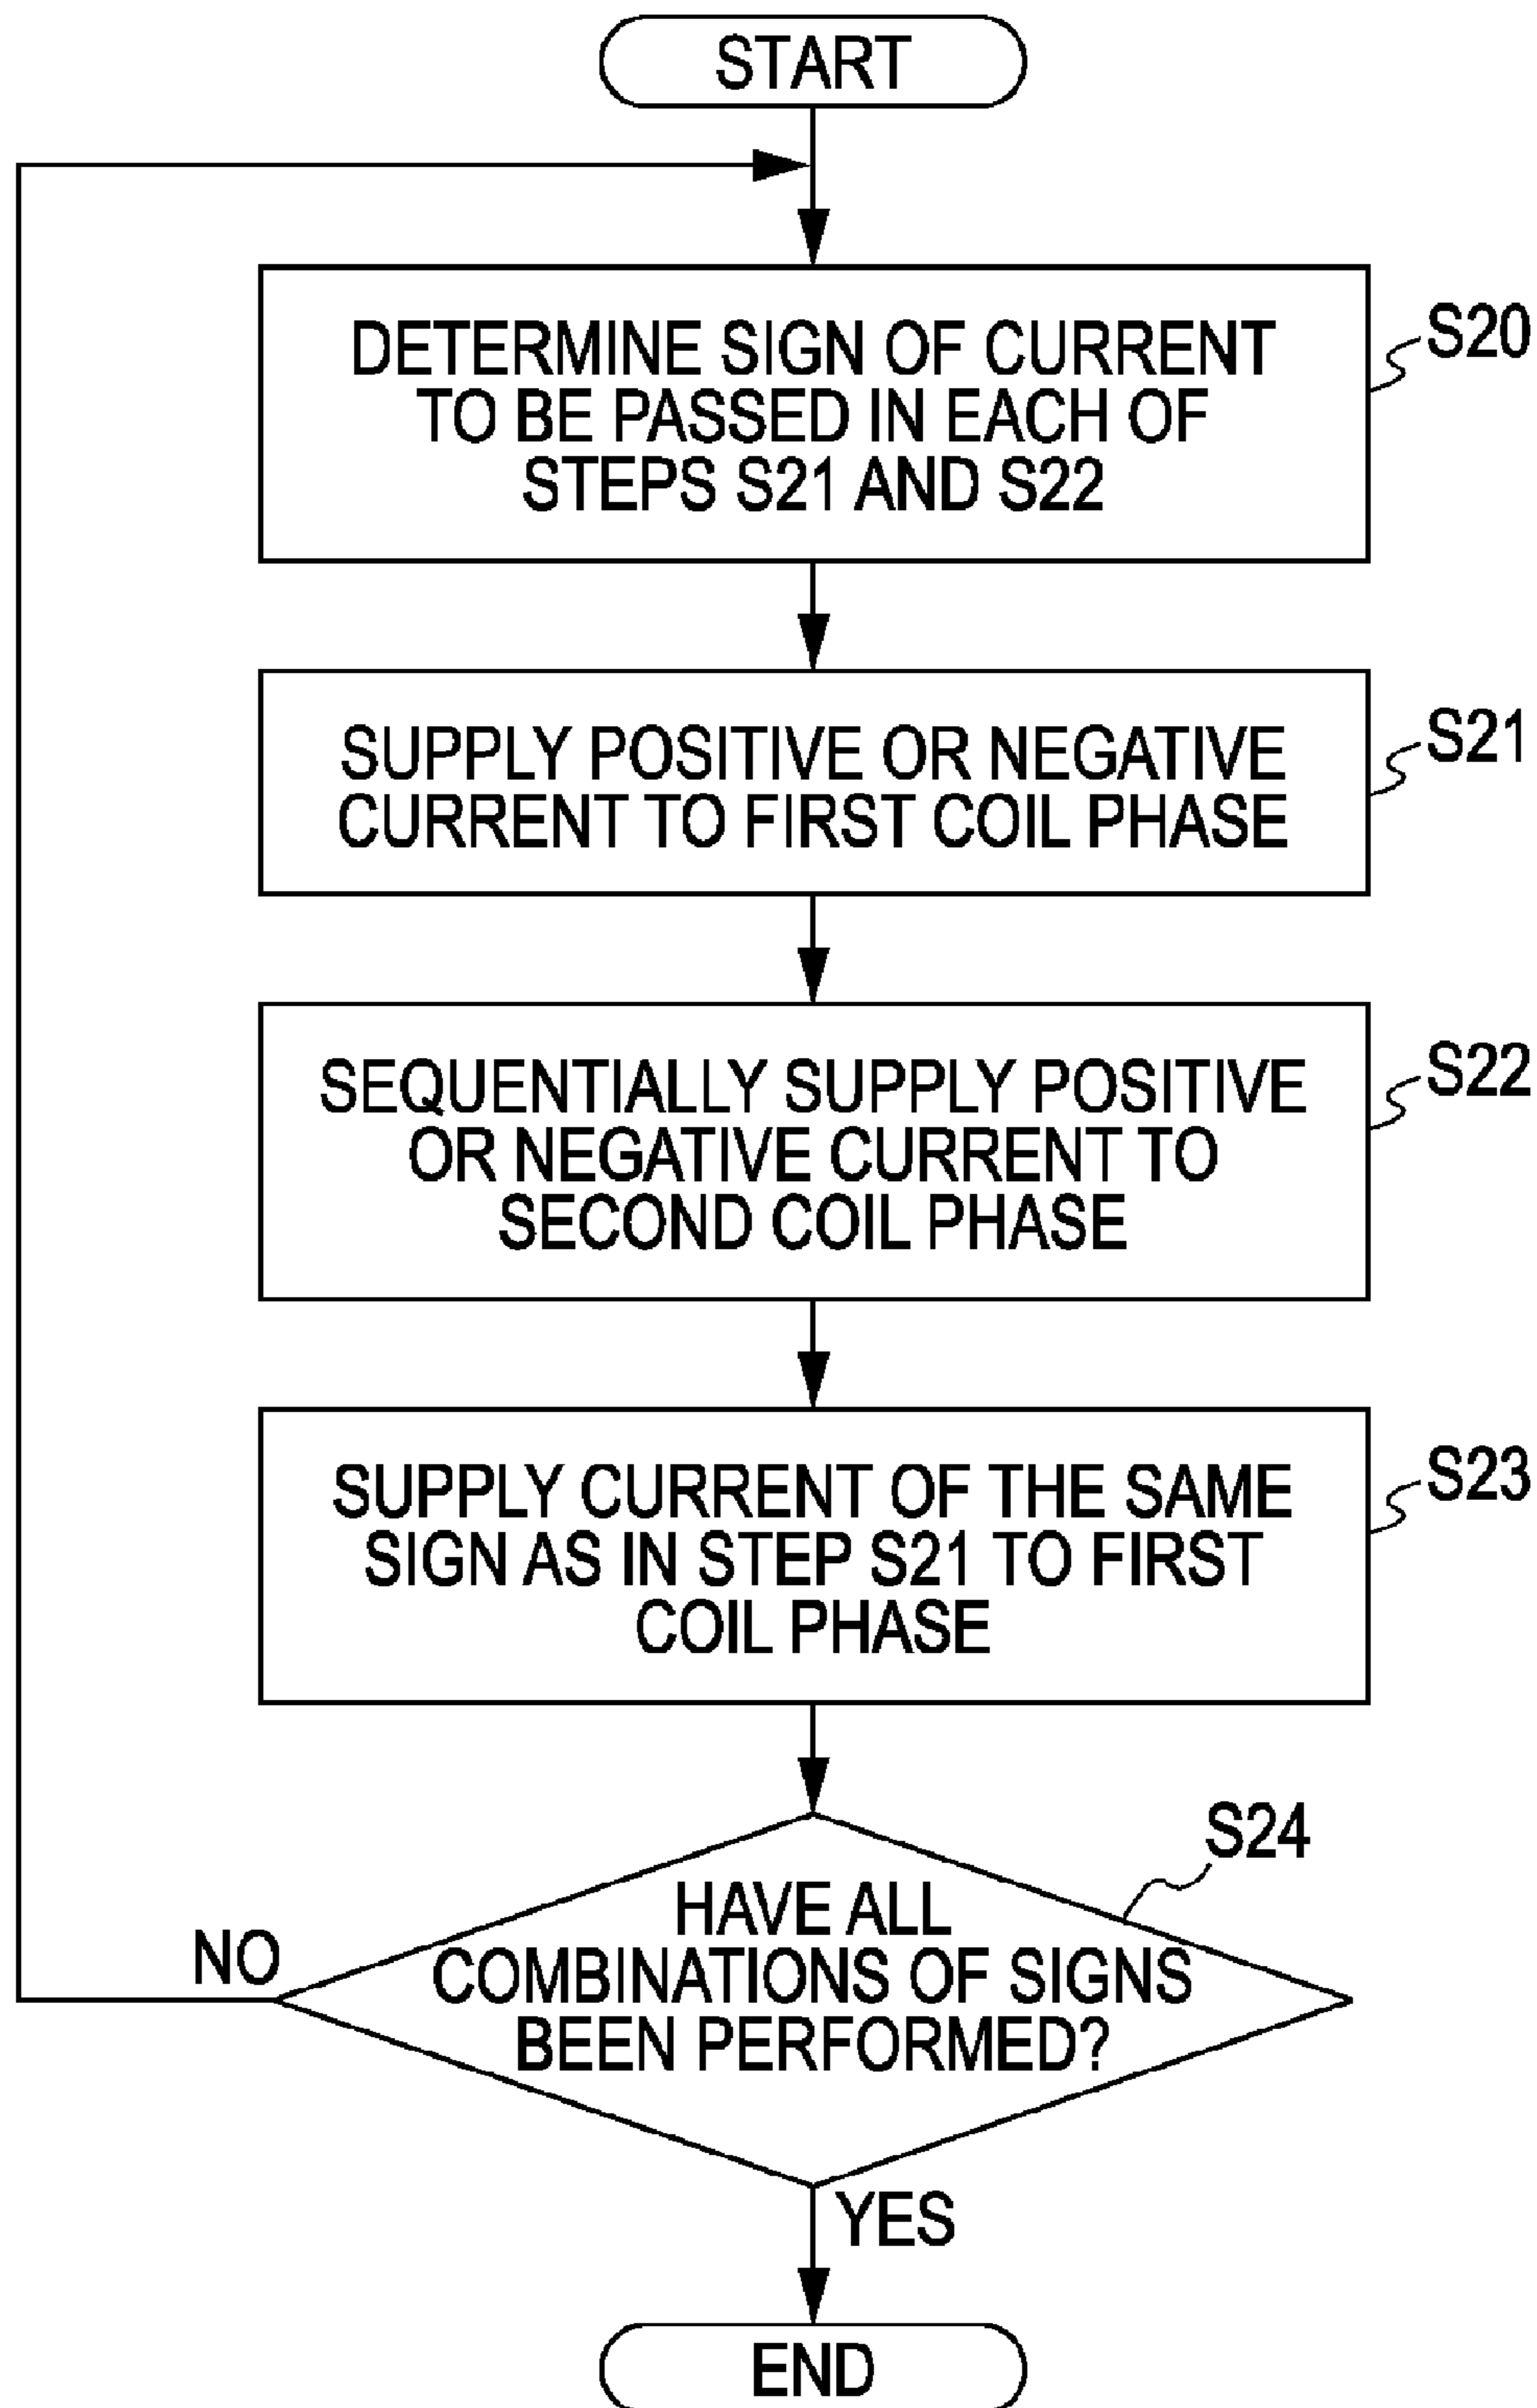 START
DETERMINE SIGN OF CURRENT
TO BE PASSED IN EACH OF
STEPS S21 AND S22
S20
SUPPLY POSITIVE OR NEGATIVE
CURRENT TO FIRST COIL PHASE
S21
SEQUENTIALLY SUPPLY POSITIVE
OR NEGATIVE CURRENT TO
SECOND COIL PHASE
S22
SUPPLY CURRENT OF THE SAME
SIGN AS IN STEP S21 TO FIRST
COIL PHASE
S23
S24
HAVE ALL
COMBINATIONS OF SIGNS
BEEN PERFORMED?
NO
YES
END